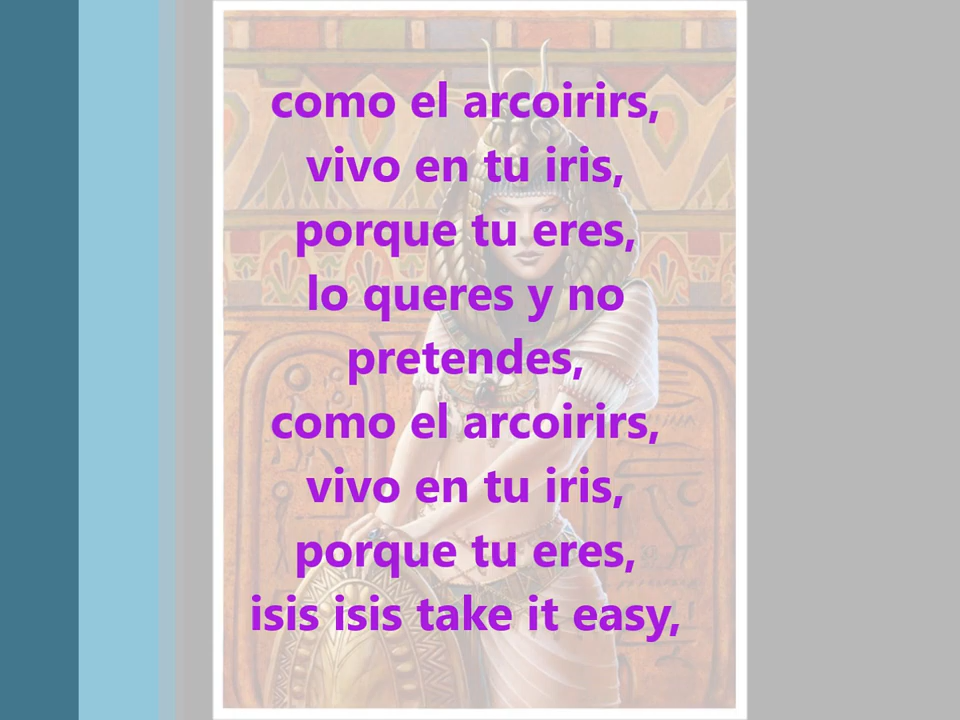 como el arcoirirs,
vivo en tu iris,
porque tu eres,
lo queres y no
pretendes,
como el arcoirirs,
vivo en tu iris,
porque tu eres,
isis isis take it easy,